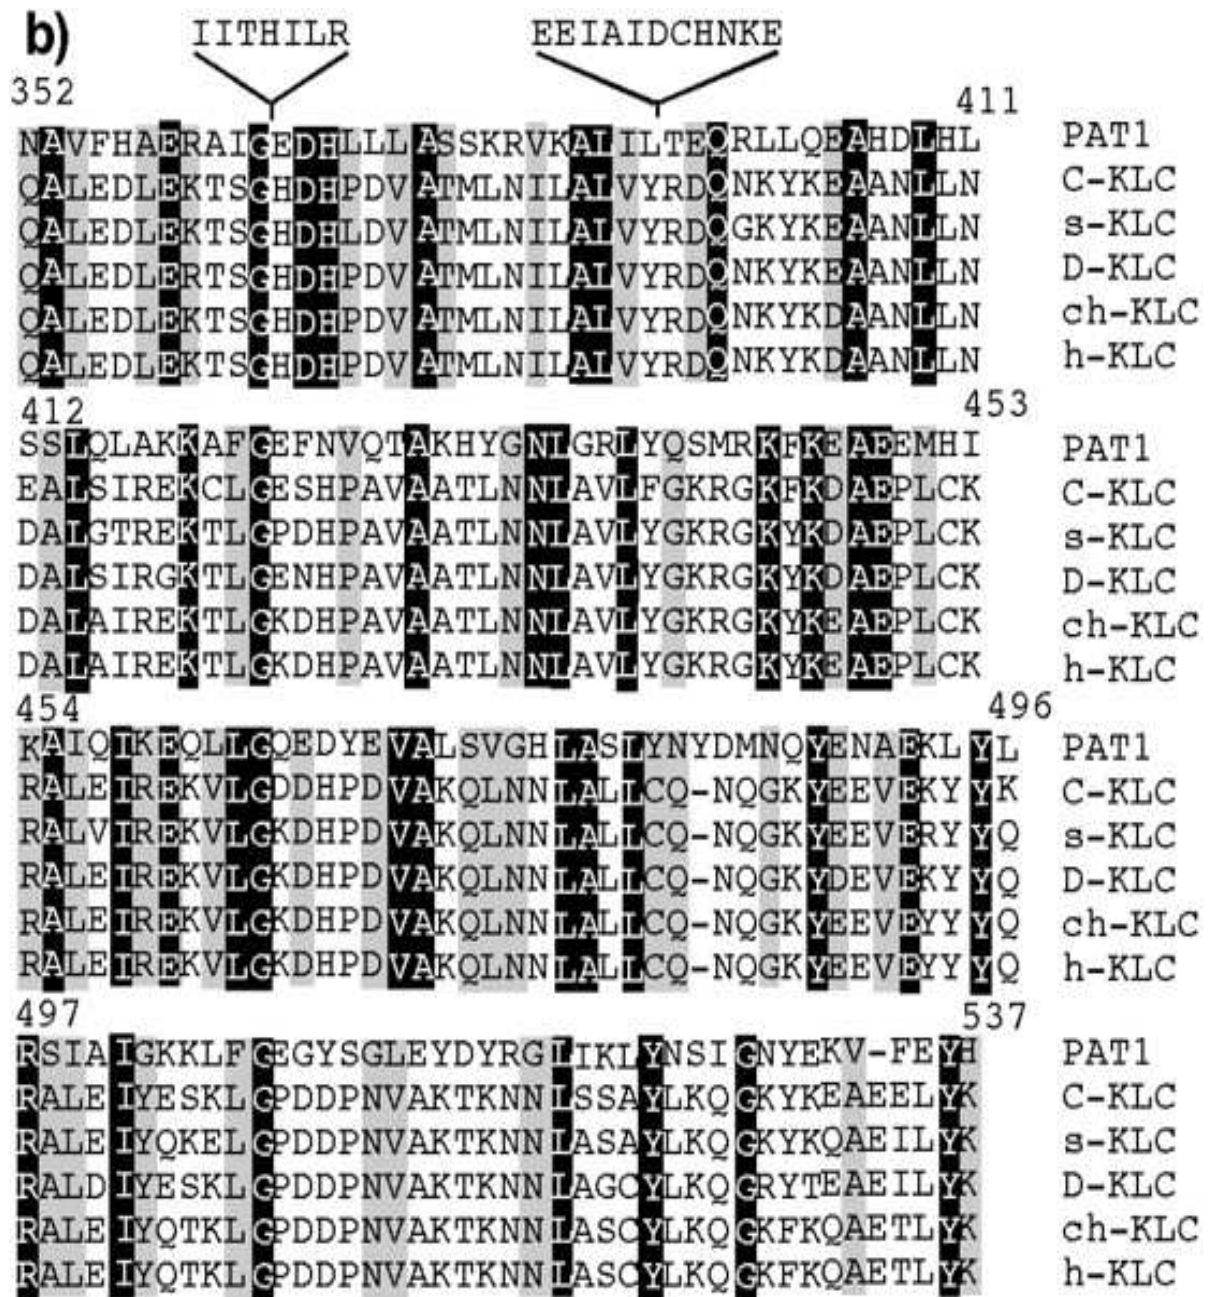 b) IITHILR EEIAIDCHNKE
352 411
NAVFHAERAIGEDHLLLASSKRVKALILTEQRLLQEAHDLHL PAT1
QALEDLEKTSGHDHPDVATMLNILALVYRDQNKYKEAANLLN C-KLC
QALEDLEKTSGHDHLDVATMLNILALVYRDQGKYKEAANLLN s-KLC
QALEDLERTSGHDHPDVATMLNILALVYRDQNKYKEAANLLN D-KLC
QALEDLEKTSGHDHPDVATMLNILALVYRDQNKYKDAANLLN ch-KLC
QALEDLEKTSGHDHPDVATMLNILALVYRDQNKYKDAANLLN h-KLC
412 453
SSLQLAKKAFGEFNVQTAKHYGNLGRLYQSMRKFKEAEEMHI PAT1
EALSIREKCLGESHPAVAATLNNLAVLFGKRGKFKDAEPLCK C-KLC
DALGTREKTLGPDHPAVAATLNNLAVLYGKRGKYKDAEPLCK s-KLC
DALSIRGKTLGENHPAVAATLNNLAVLYGKRGKYKDAEPLCK D-KLC
DALAIREKTLGKDHPAVAATLNNLAVLYGKRGKYKEAEPLCK ch-KLC
DALAIREKTLGKDHPAVAATLNNLAVLYGKRGKYKEAEPLCK h-KLC
454 496
KAIQIKEQLLGQEDYEVALSVGHLASLYNYDMNQYENAEKLYL PAT1
RALEIREKVLGDDHPDVAKQLNNLALLCQ-NQGKYEEVEKYYK C-KLC
RALVIREKVLGKDHPDVAKQLNNLALLCQ-NQGKYEEVERYYQ s-KLC
RALEIREKVLGKDHPDVAKQLNNLALLCQ-NQGKYDEVEKYYQ D-KLC
RALEIREKVLGKDHPDVAKQLNNLALLCQ-NQGKYEEVEYYYQ ch-KLC
RALEIREKVLGKDHPDVAKQLNNLALLCQ-NQGKYEEVEYYYQ h-KLC
497 537
RSIAIGKKLFGEGYSGLEYDYRGLIKLYNSIGNYEKV-FEYH PAT1
RALEIYESKLGPDDPNVAKTKNNLSSAYLKQGKYKEAEELYK C-KLC
RALEIYQKELGPDDPNVAKTKNNLASAYLKQGKYKQAEILYK s-KLC
RALDIYESKLGPDDPNVAKTKNNLAGCYLKQGRYTEAEILYK D-KLC
RALEIYQTKLGPDDPNVAKTKNNLASCYLKQGKFKQAETLYK ch-KLC
RALEIYQTKLGPDDPNVAKTKNNLASCYLKQGKFKQAETLYK h-KLC